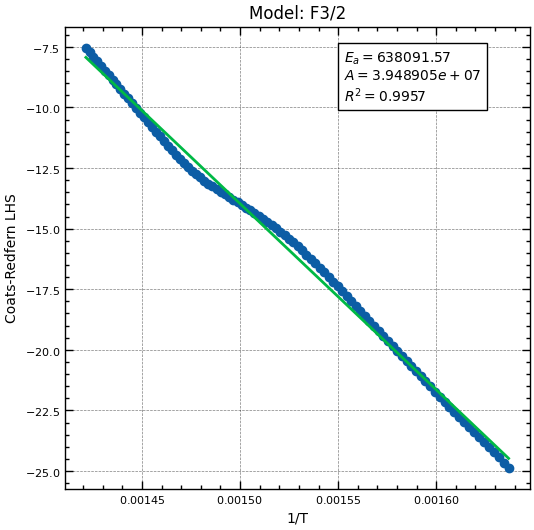 Model: F3/2
E_a = 638091.57
A = 3.948905e + 07
R^2 = 0.9957
Coats-Redfern LHS
−7.5
−10.0
−12.5
−15.0
−17.5
−20.0
−22.5
−25.0
0.00145 0.00150 0.00155 0.00160
1/T